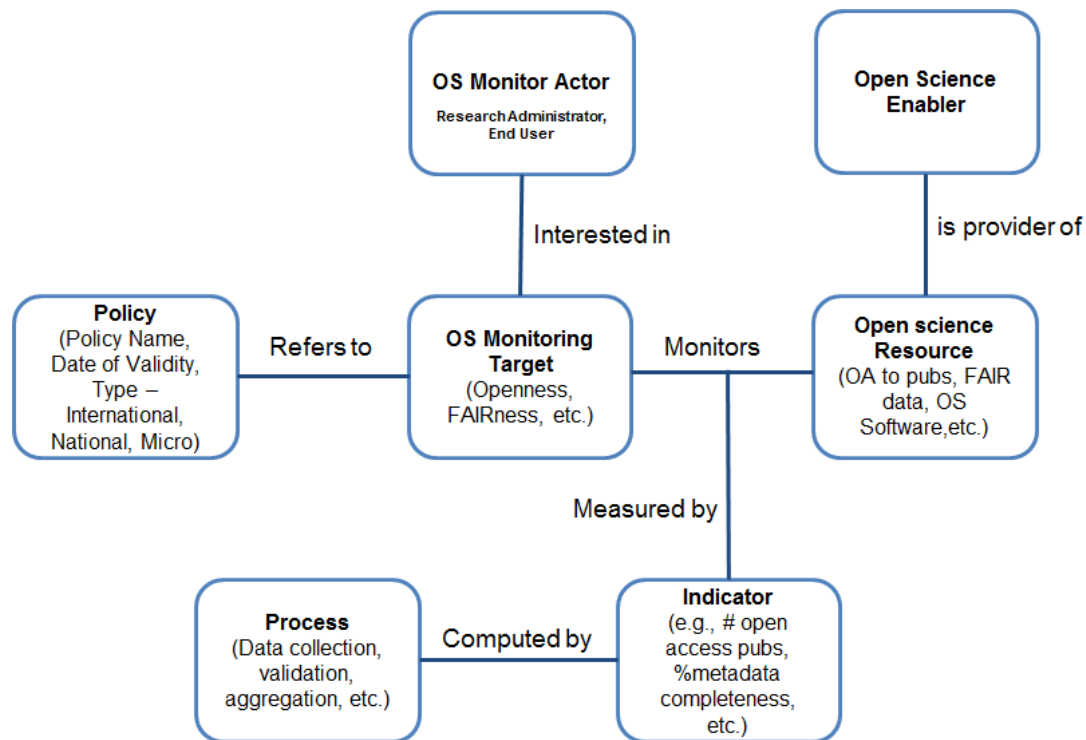 OS Monitor Actor
Research Administrator,
End User
Open Science
Enabler
Interested in
is provider of
Policy
(Policy Name,
Date of Validity,
Type –
International,
National, Micro)
Refers to
OS Monitoring
Target
(Openness,
FAIRness, etc.)
Monitors
Open science
Resource
(OA to pubs, FAIR
data, OS
Software,etc.)
Measured by
Process
(Data collection,
validation,
aggregation, etc.)
Computed by
Indicator
(e.g., # open
access pubs,
%metadata
completeness,
etc.)